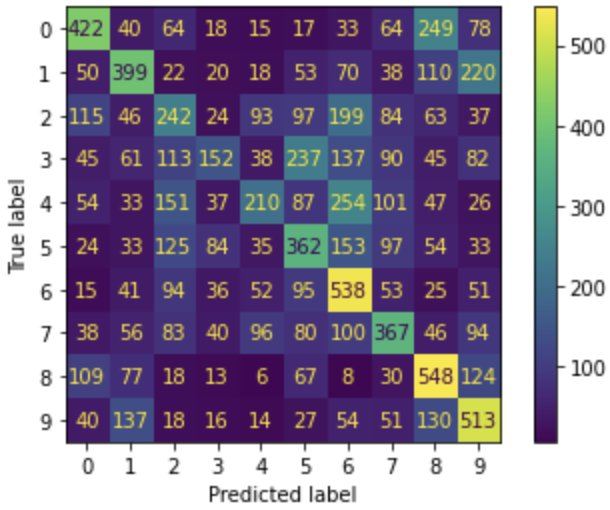 0 422 40 64 18 15 17 33 64 249 78
1 50 399 22 20 18 53 70 38 110 220
2 115 46 242 24 93 97 199 84 63 37
3 45 61 113 152 38 237 137 90 45 82
4 54 33 151 37 210 87 254 101 47 26
5 24 33 125 84 35 362 153 97 54 33
6 15 41 94 36 52 95 538 53 25 51
7 38 56 83 40 96 80 100 367 46 94
8 109 77 18 13 6 67 8 30 548 124
9 40 137 18 16 14 27 54 51 130 513
0 1 2 3 4 5 6 7 8 9
Predicted label
True label
500
400
300
200
100